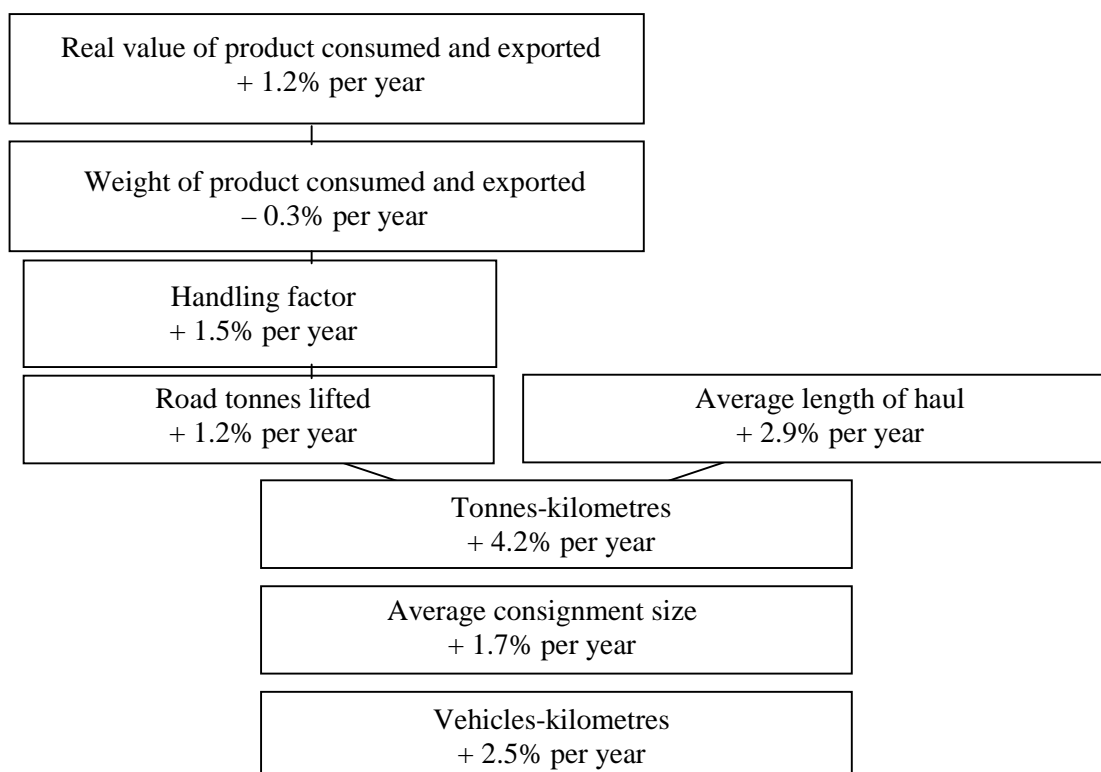 Real value of product consumed and exported
+ 1.2% per year
Weight of product consumed and exported
– 0.3% per year
Handling factor
+ 1.5% per year
Road tonnes lifted
+ 1.2% per year
Average length of haul
+ 2.9% per year
Tonnes-kilometres
+ 4.2% per year
Average consignment size
+ 1.7% per year
Vehicles-kilometres
+ 2.5% per year